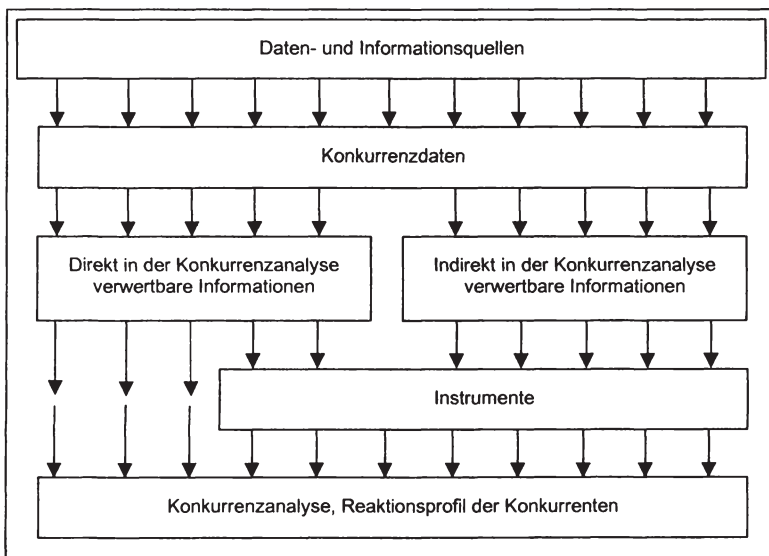 Daten- und Informationsquellen
Konkurrenzdaten
Direkt in der Konkurrenzanalyse
verwertbare Informationen
Indirekt in der Konkurrenzanalyse
verwertbare Informationen
Instrumente
Konkurrenzanalyse, Reaktionsprofil der Konkurrenten